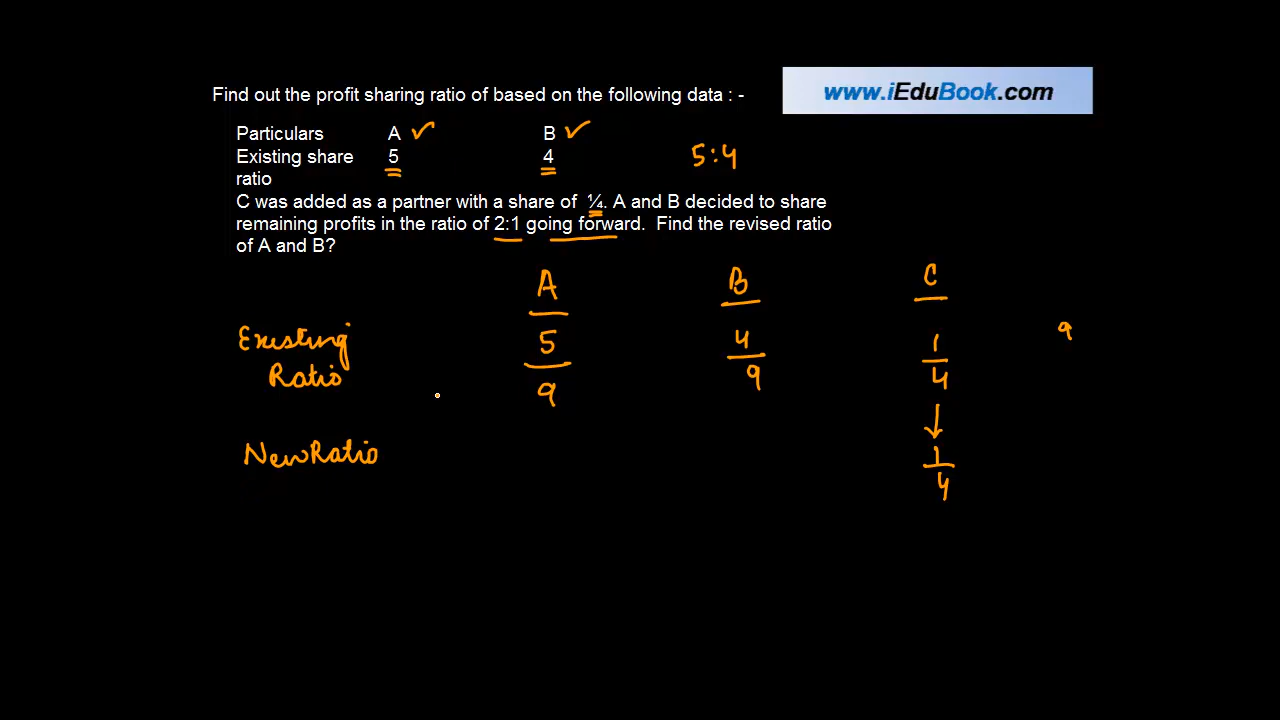 www.iEduBook.com
Find out the profit sharing ratio of based on the following data : -
Particulars A ✓ B ✓
Existing share 5 4 5:4
ratio
C was added as a partner with a share of ¼. A and B decided to share
remaining profits in the ratio of 2:1 going forward. Find the revised ratio
of A and B?
A B C
Existing 5/9 4/9 1/4 9
Ratio
New Ratio 1/4